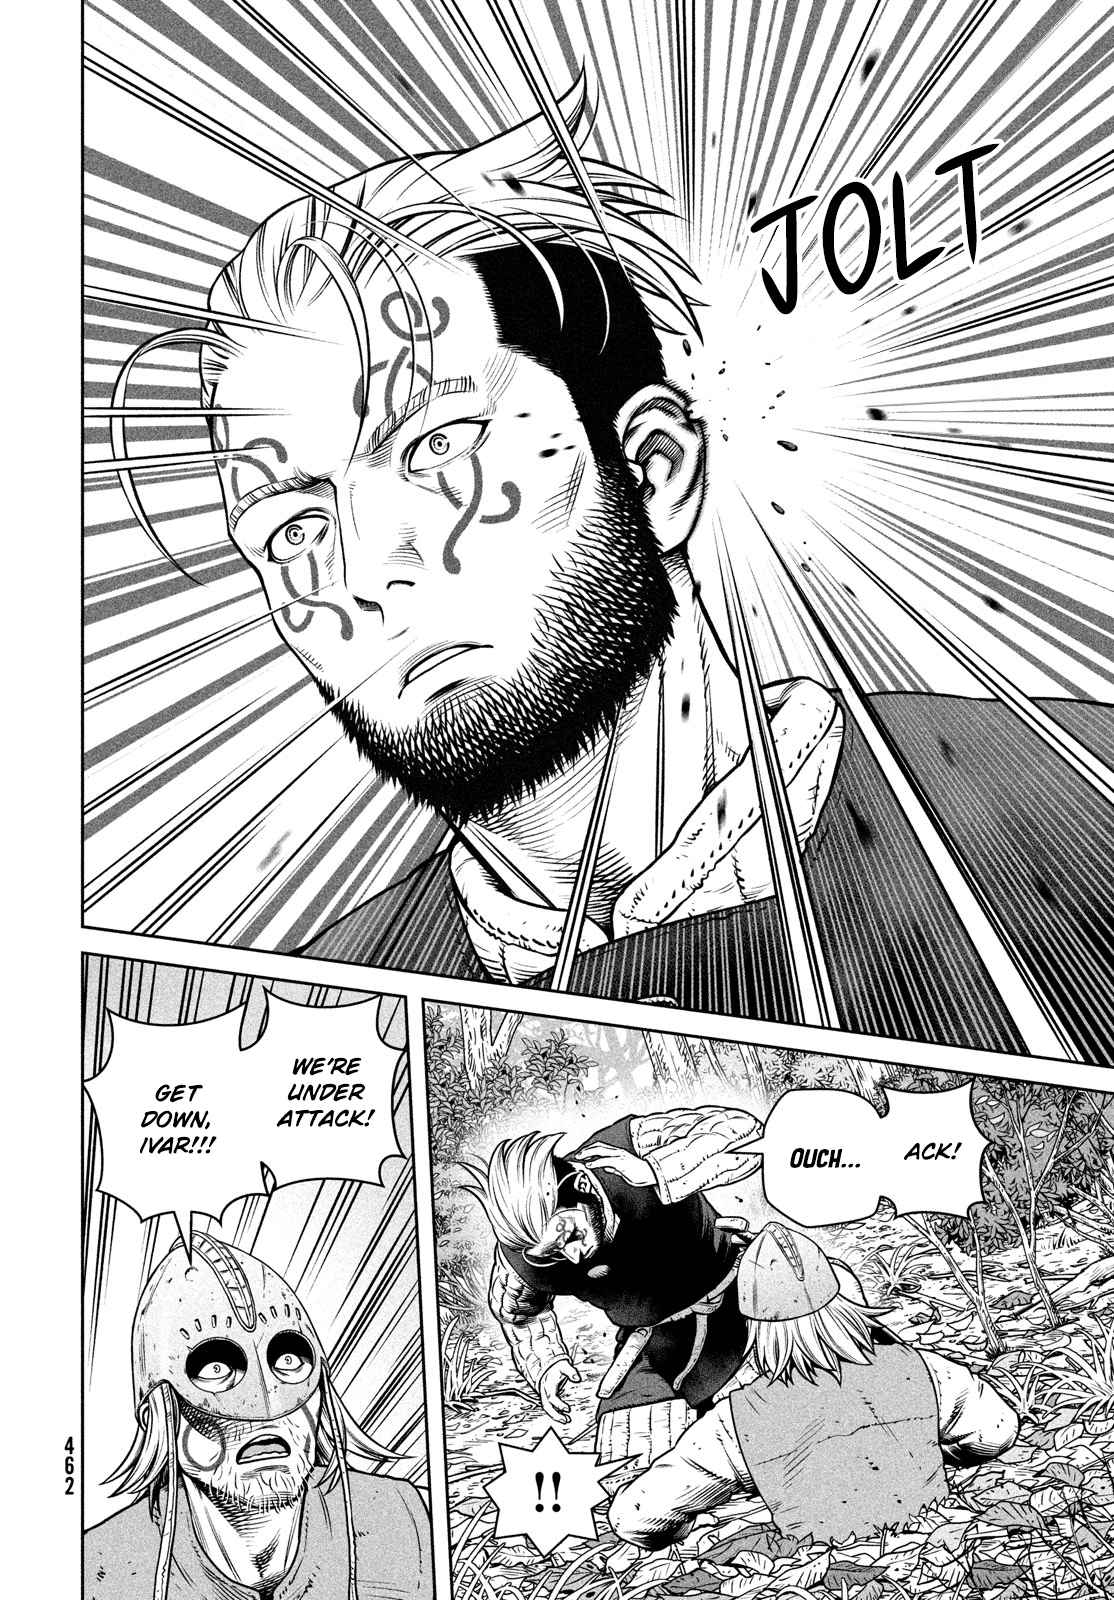 JOLT
ACK!
OUCH...
!!
WE'RE
UNDER
ATTACK!
GET
DOWN,
IVAR!!!
462